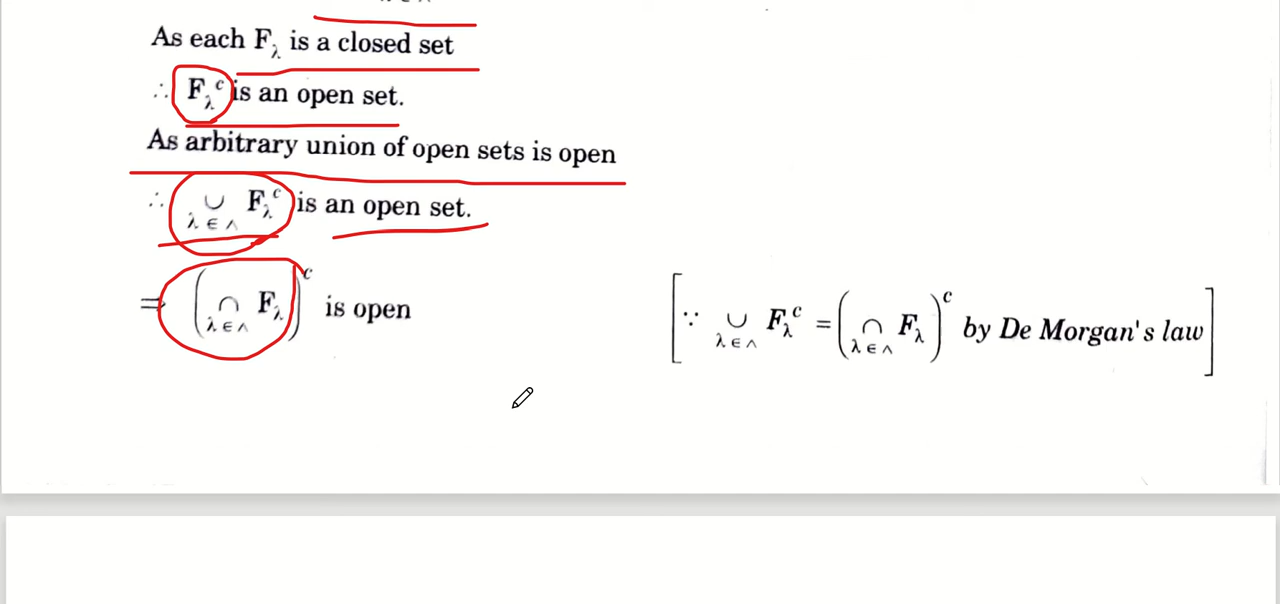 As each F_λ is a closed set
∴ F_λ^c is an open set.
As arbitrary union of open sets is open
∴ ∪_{λ ∈ ∧} F_λ^c is an open set.
⇒ (∩_{λ ∈ ∧} F_λ)^c is open [∵ ∪_{λ ∈ ∧} F_λ^c = (∩_{λ ∈ ∧} F_λ)^c by De Morgan's law]